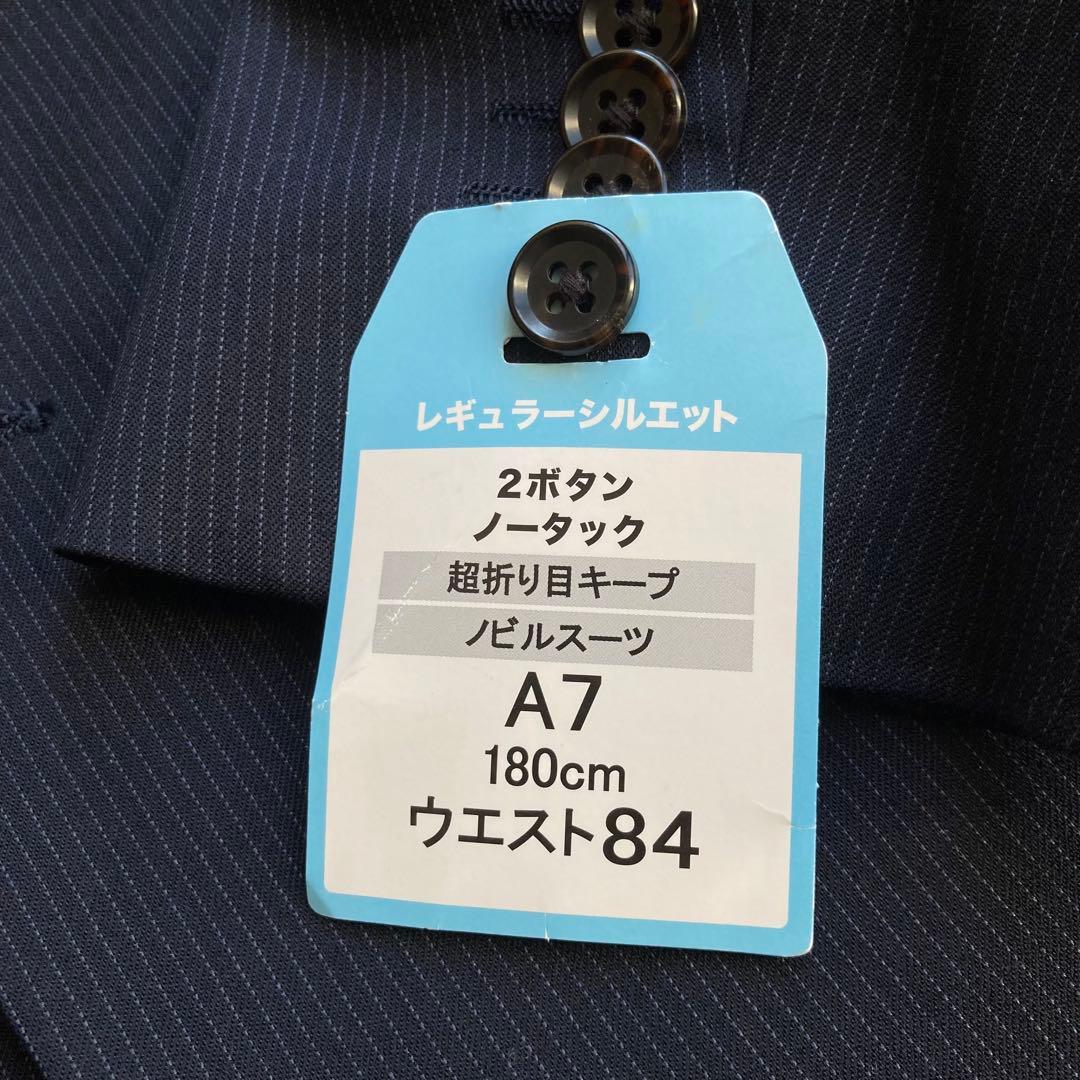 レギュラーシルエット
2ボタン
ノータック
超折り目キープ
ノビルスーツ
A7
180cm
ウエスト84